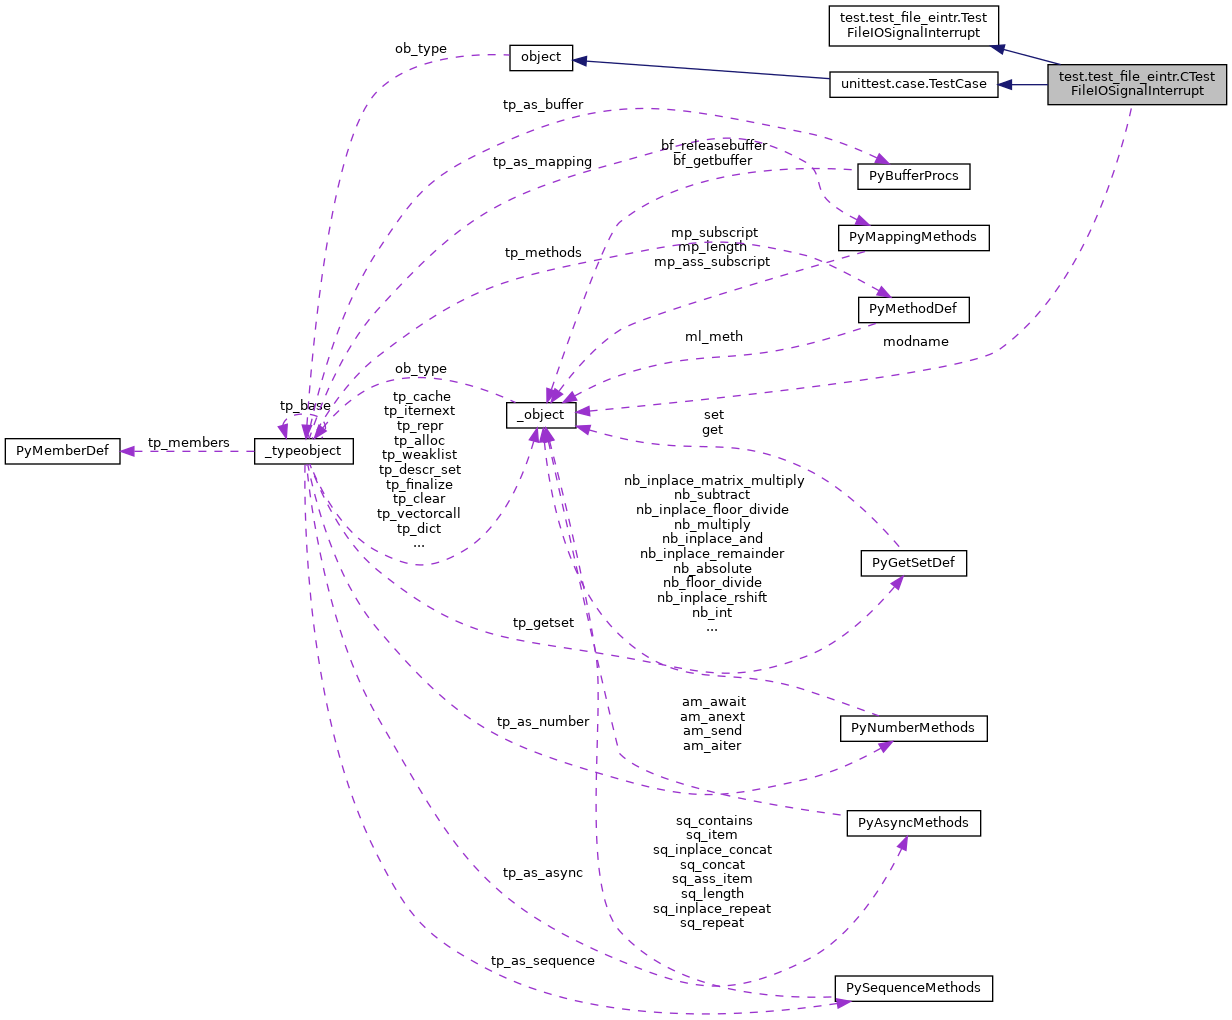 test.test_file_eintr.Test
FileIOSignalInterrupt
ob_type
object
test.test_file_eintr.CTest
FileIOSignalInterrupt
unittest.case.TestCase
tp_as_buffer
bf_releasebuffer
bf_getbuffer
tp_as_mapping
PyBufferProcs
mp_subscript
mp_length
mp_ass_subscript
PyMappingMethods
tp_methods
PyMethodDef
ml_meth
modname
ob_type
tp_base
tp_cache
tp_iternext
tp_repr
tp_alloc
tp_weaklist
tp_descr_set
tp_finalize
tp_clear
tp_vectorcall
tp_dict
...
_object
set
get
PyMemberDef
tp_members
_typeobject
nb_inplace_matrix_multiply
nb_subtract
nb_inplace_floor_divide
nb_multiply
nb_inplace_and
nb_inplace_remainder
nb_absolute
nb_floor_divide
nb_inplace_rshift
nb_int
...
PyGetSetDef
tp_getset
tp_as_number
am_await
am_anext
am_send
am_aiter
PyNumberMethods
PyAsyncMethods
sq_contains
sq_item
sq_inplace_concat
sq_concat
sq_ass_item
sq_length
sq_inplace_repeat
sq_repeat
tp_as_async
tp_as_sequence
PySequenceMethods